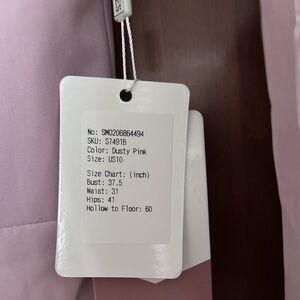 No: SM0206864494
SKU: S7491B
Color: Dusty Pink
Size: US10
Size Chart: (inch)
Bust: 37.5
Waist: 31
Hips: 41
Hollow to Floor: 60